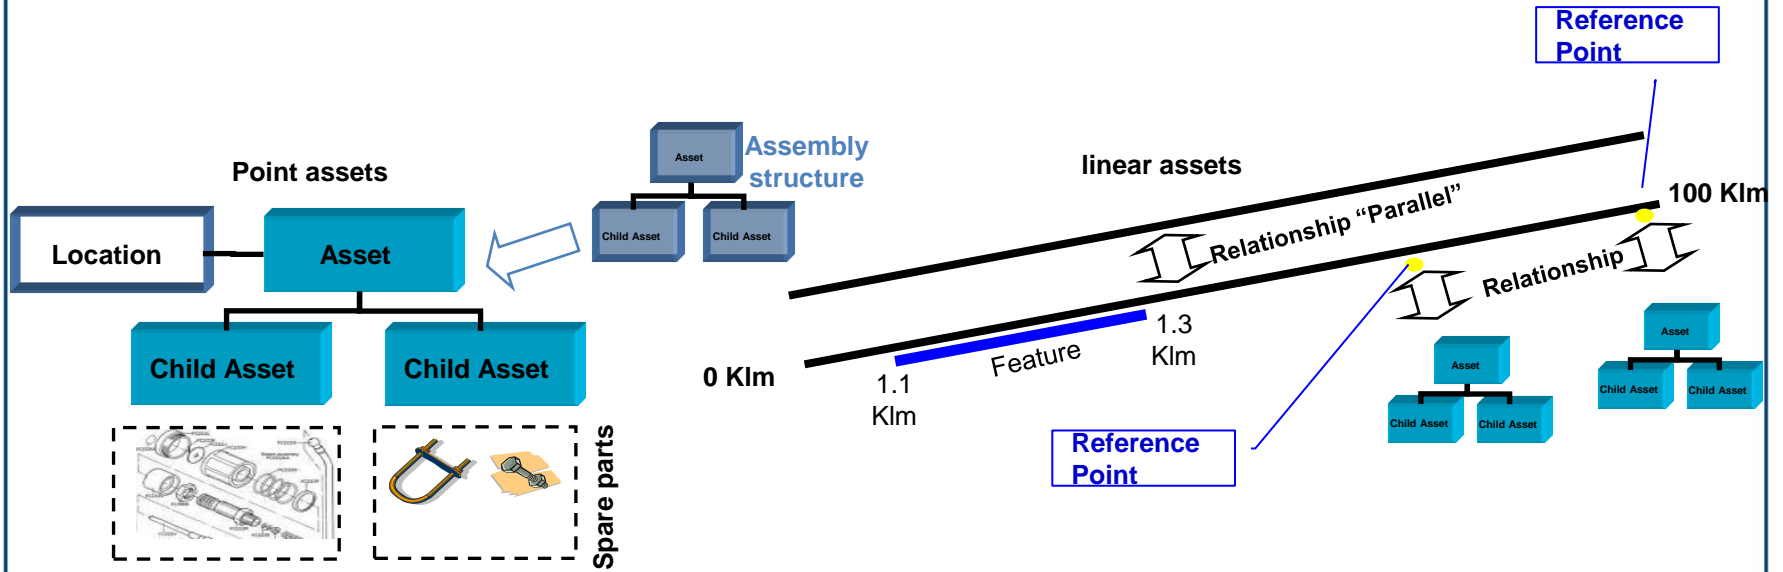 Reference
Point
Assembly
structure
Asset
Child Asset
Child Asset
Point assets
Location
Asset
Child Asset
Child Asset
Spare parts
linear assets
100 Klm
Relationship “Parallel”
Relationship
0 Klm
1.1
Klm
Feature
1.3
Klm
Reference
Point
Asset
Child Asset
Child Asset
Asset
Child Asset
Child Asset